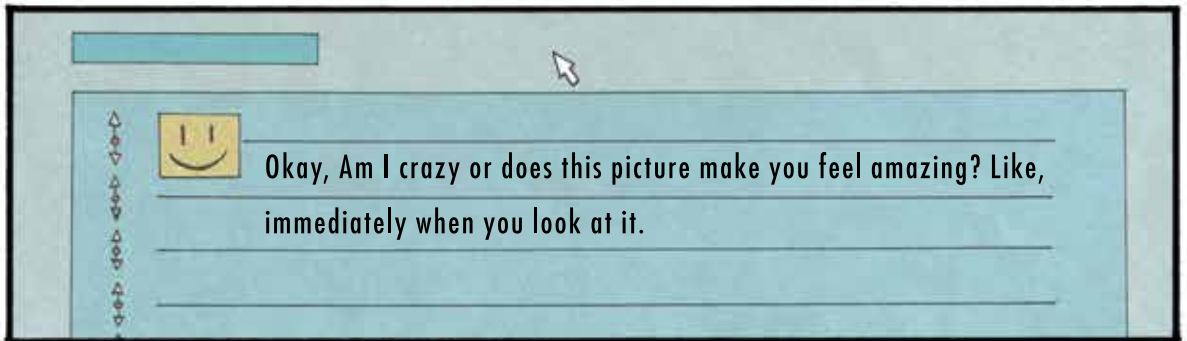 Okay, Am I crazy or does this picture make you feel amazing? Like,
immediately when you look at it.